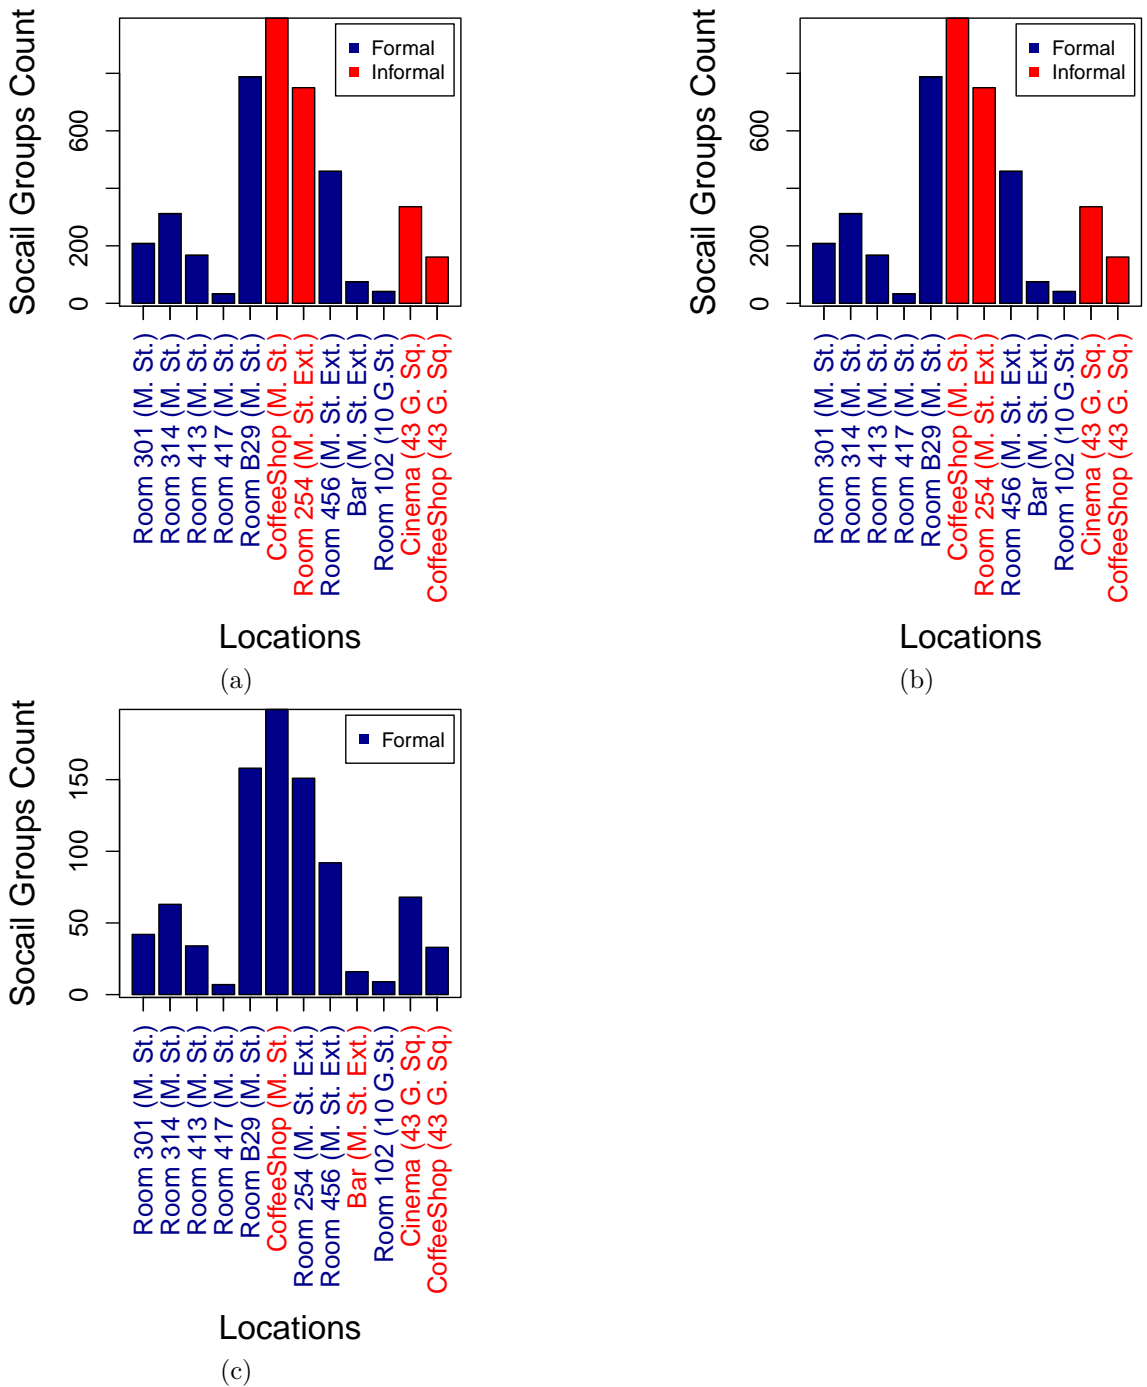 Socail Groups Count
0
200
600
Formal
Informal
Room 301 (M. St.)
Room 314 (M. St.)
Room 413 (M. St.)
Room 417 (M. St.)
Room B29 (M. St.)
CoffeeShop (M. St.)
Room 254 (M. St. Ext.)
Room 456 (M. St. Ext.)
Bar (M. St. Ext.)
Room 102 (10 G.St.)
Cinema (43 G. Sq.)
CoffeeShop (43 G. Sq.)
Locations
(a)
Socail Groups Count
0
200
600
Formal
Informal
Room 301 (M. St.)
Room 314 (M. St.)
Room 413 (M. St.)
Room 417 (M. St.)
Room B29 (M. St.)
CoffeeShop (M. St.)
Room 254 (M. St. Ext.)
Room 456 (M. St. Ext.)
Bar (M. St. Ext.)
Room 102 (10 G.St.)
Cinema (43 G. Sq.)
CoffeeShop (43 G. Sq.)
Locations
(b)
Socail Groups Count
0
50
100
150
Formal
Room 301 (M. St.)
Room 314 (M. St.)
Room 413 (M. St.)
Room 417 (M. St.)
Room B29 (M. St.)
CoffeeShop (M. St.)
Room 254 (M. St. Ext.)
Room 456 (M. St. Ext.)
Bar (M. St. Ext.)
Room 102 (10 G.St.)
Cinema (43 G. Sq.)
CoffeeShop (43 G. Sq.)
Locations
(c)